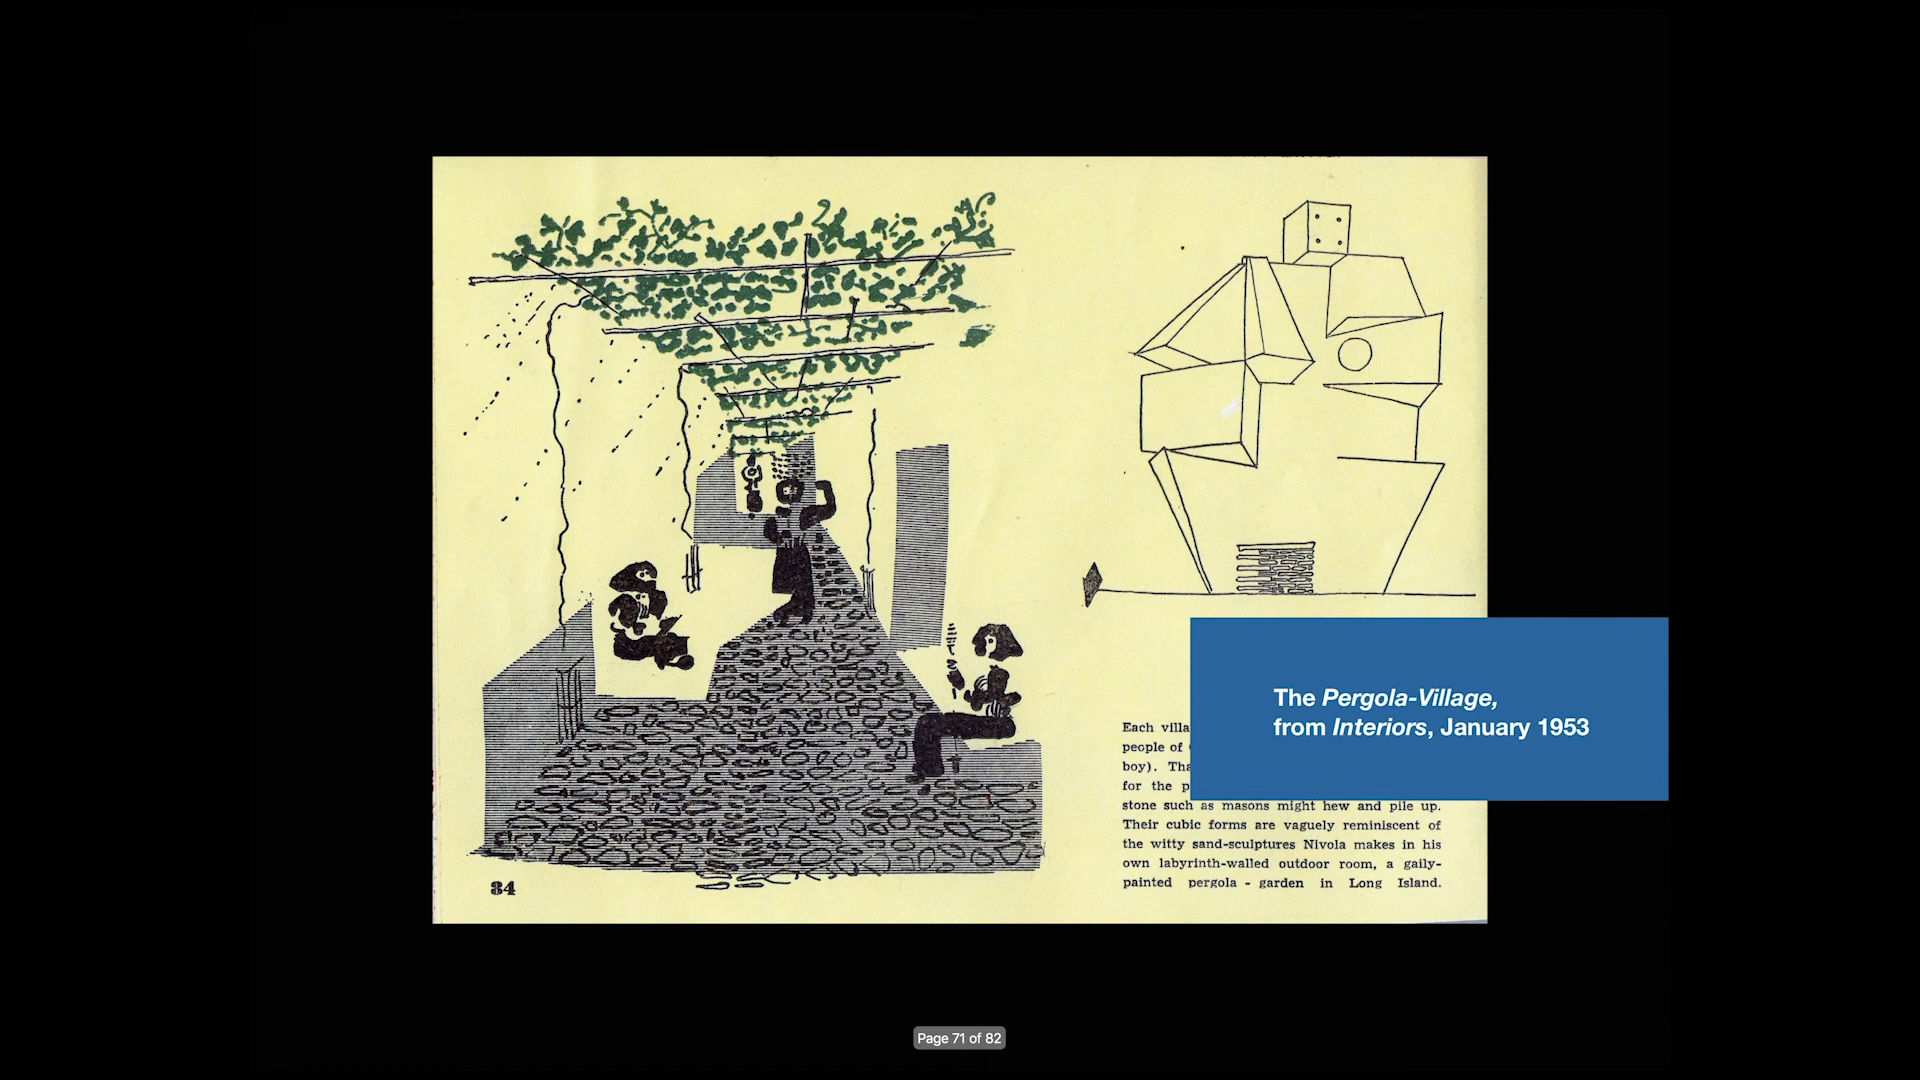 The Pergola-Village,
from Interiors, January 1953
Each villa
people of
boy). Tha
for the p
stone such as masons might hew and pile up.
Their cubic forms are vaguely reminiscent of
the witty sand-sculptures Nivola makes in his
own labyrinth-walled outdoor room, a gaily-
painted pergola - garden in Long Island.
84
Page 71 of 82